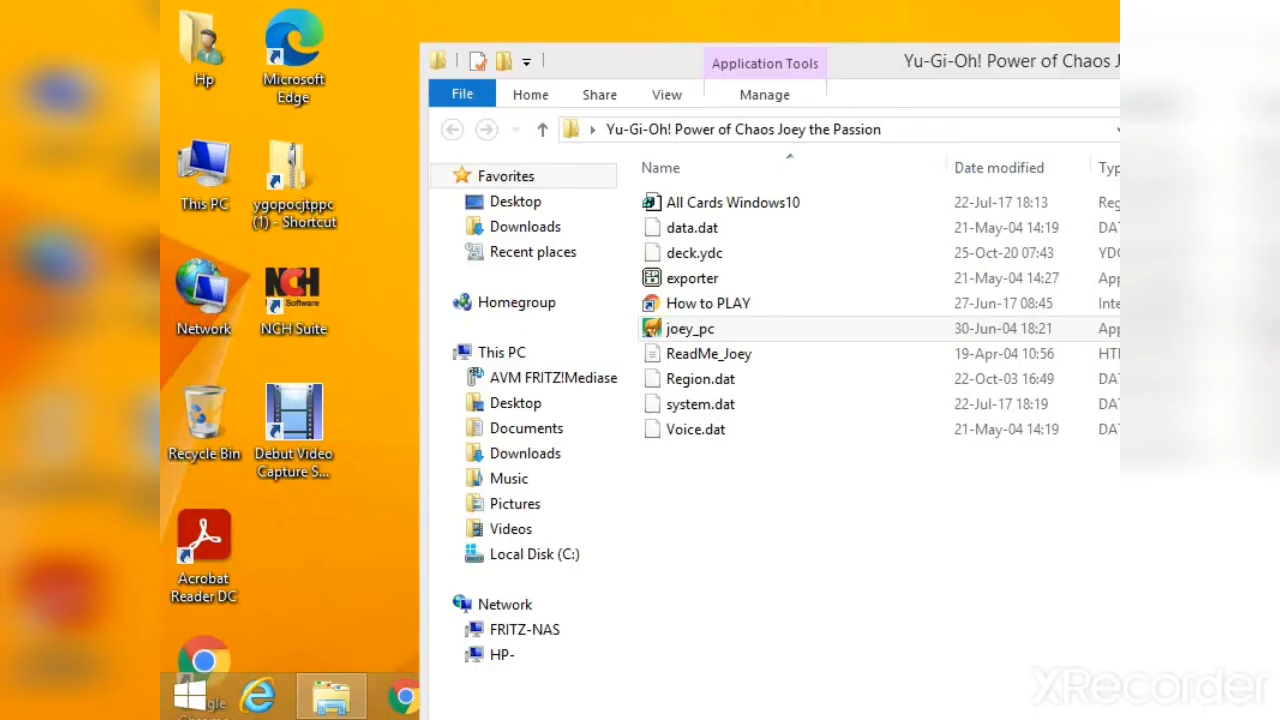 Hp
Microsoft
Edge
This PC
ygopocjtppc
(1) - Shortcut
Network
NCH
Software
NCH Suite
Recycle Bin
Debut Video
Capture S...
Acrobat
Reader DC
Application Tools
Yu-Gi-Oh! Power of Chaos J
File
Home
Share
View
Manage
Yu-Gi-Oh! Power of Chaos Joey the Passion
Name
Date modified
Typ
Favorites
Desktop
Downloads
Recent places
Homegroup
This PC
AVM FRITZ!Mediase
Desktop
Documents
Downloads
Music
Pictures
Videos
Local Disk (C:)
Network
FRITZ-NAS
HP-
All Cards Windows10 22-Jul-17 18:13 Reg
data.dat 21-May-04 14:19 DA
deck.ydc 25-Oct-20 07:43 YDC
exporter 21-May-04 14:27 App
How to PLAY 27-Jun-17 08:45 Inte
joey_pc 30-Jun-04 18:21 App
ReadMe_Joey 19-Apr-04 10:56 HT
Region.dat 22-Oct-03 16:49 DA
system.dat 22-Jul-17 18:19 DA
Voice.dat 21-May-04 14:19 DA
XRecorder